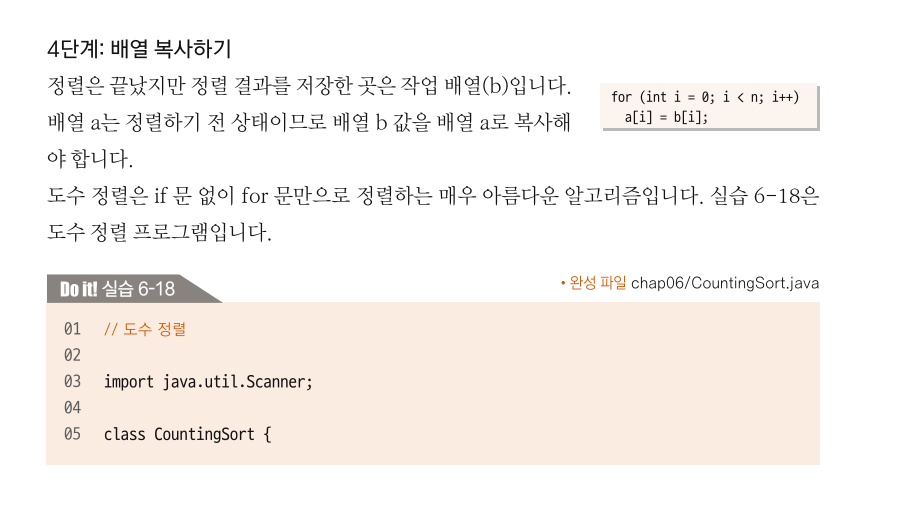 4단계: 배열 복사하기
정렬은 끝났지만 정렬 결과를 저장한 곳은 작업 배열(b)입니다.
배열 a는 정렬하기 전 상태이므로 배열 b 값을 배열 a로 복사해
야 합니다.
for (int i = 0; i < n; i++)
a[i] = b[i];
도수 정렬은 if 문 없이 for 문만으로 정렬하는 매우 아름다운 알고리즘입니다. 실습 6-18은
도수 정렬 프로그램입니다.
Do it! 실습 6-18
• 완성 파일 chap06/CountingSort.java
01 // 도수 정렬
02
03 import java.util.Scanner;
04
05 class CountingSort {